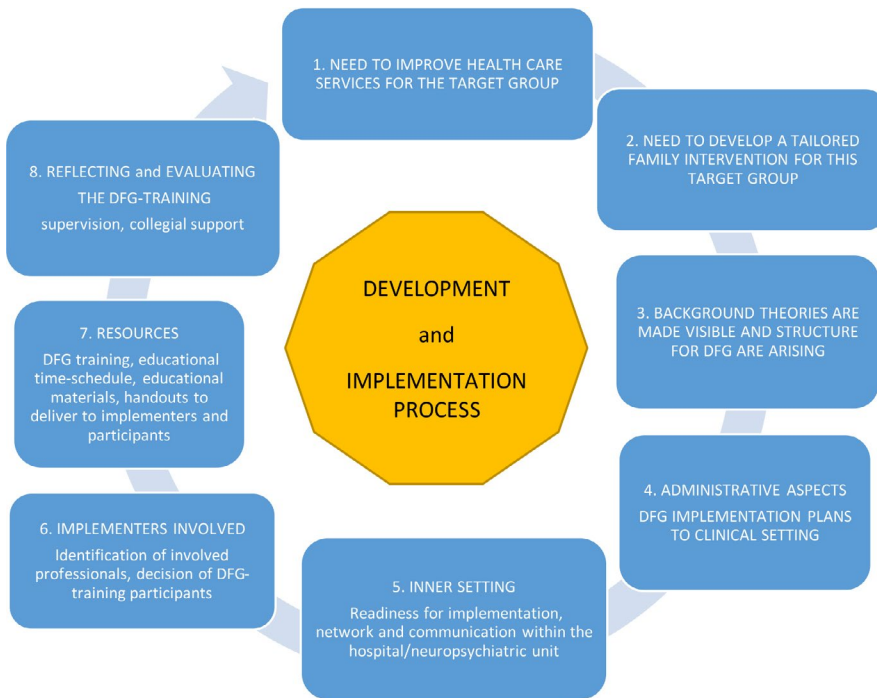 1. NEED TO IMPROVE HEALTH CARE
SERVICES FOR THE TARGET GROUP
2. NEED TO DEVELOP A TAILORED
FAMILY INTERVENTION FOR THIS
TARGET GROUP
3. BACKGROUND THEORIES ARE
MADE VISIBLE AND STRUCTURE
FOR DFG ARE ARISING
4. ADMINISTRATIVE ASPECTS
DFG IMPLEMENTATION PLANS
TO CLINICAL SETTING
5. INNER SETTING
Readiness for implementation,
network and communication within the
hospital/neuropsychiatric unit
6. IMPLEMENTERS INVOLVED
Identification of involved
professionals, decision of DFG-
training participants
7. RESOURCES
DFG training, educational
time-schedule, educational
materials, handouts to
deliver to implementers and
participants
8. REFLECTING and EVALUATING
THE DFG-TRAINING
supervision, collegial support
DEVELOPMENT
and
IMPLEMENTATION
PROCESS